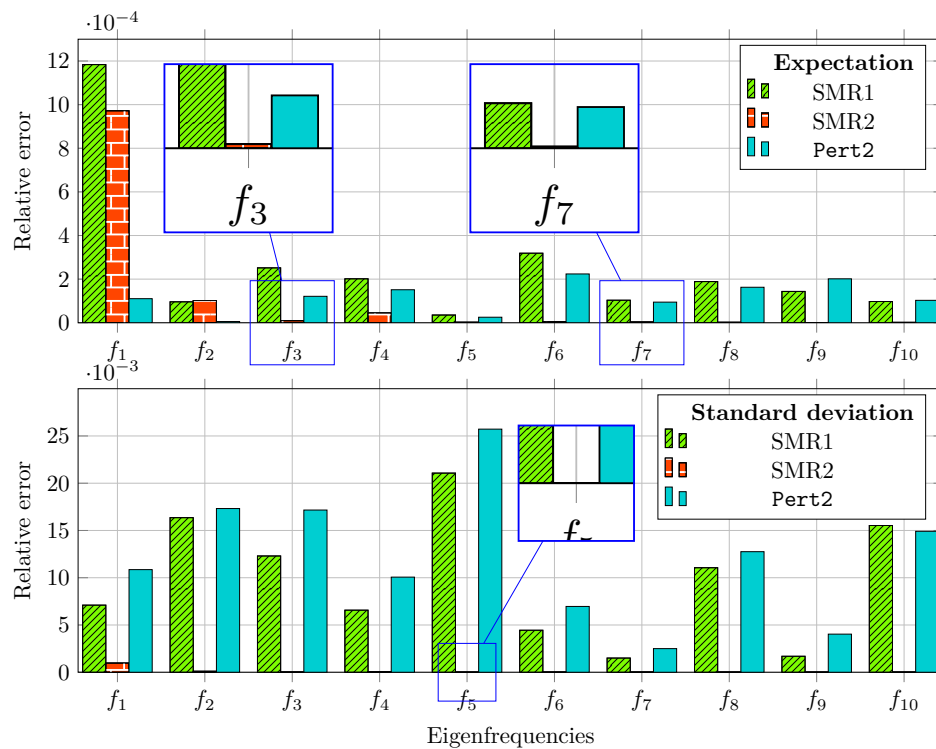 ·10⁻⁴
12
10
8
6
4
2
0
Relative error
Expectation
SMR1
SMR2
Pert2
f₃
f₇
f₁ f₂ f₃ f₄ f₅ f₆ f₇ f₈ f₉ f₁₀
·10⁻³
25
20
15
10
5
0
Relative error
Standard deviation
SMR1
SMR2
Pert2
f₁ f₂ f₃ f₄ f₅ f₆ f₇ f₈ f₉ f₁₀
Eigenfrequencies